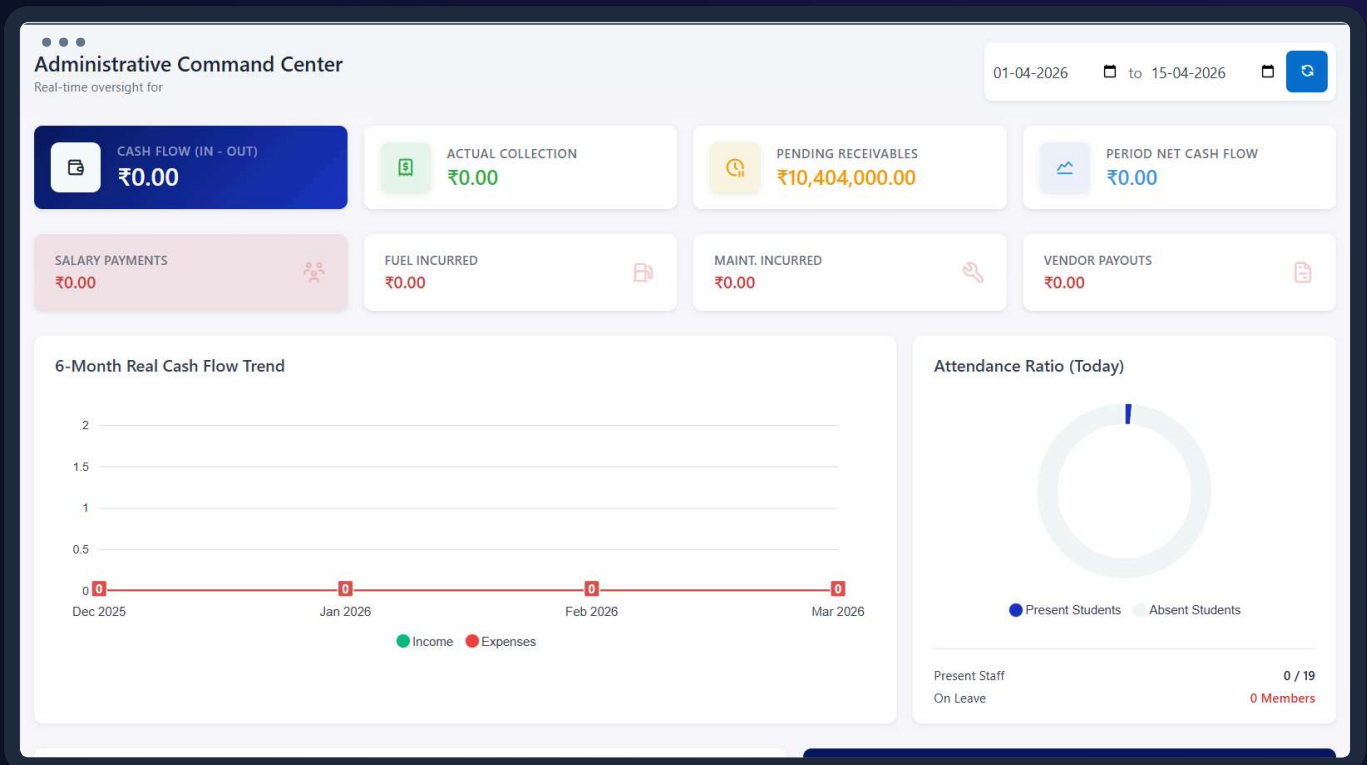 Administrative Command Center
Real-time oversight for
01-04-2026 to 15-04-2026
CASH FLOW (IN - OUT)
₹0.00
ACTUAL COLLECTION
₹0.00
PENDING RECEIVABLES
₹10,404,000.00
PERIOD NET CASH FLOW
₹0.00
SALARY PAYMENTS
₹0.00
FUEL INCURRED
₹0.00
MAINT. INCURRED
₹0.00
VENDOR PAYOUTS
₹0.00
6-Month Real Cash Flow Trend
2
1.5
1
0.5
0
0 0 0 0
Dec 2025 Jan 2026 Feb 2026 Mar 2026
Income Expenses
Attendance Ratio (Today)
Present Students Absent Students
Present Staff 0 / 19
On Leave 0 Members